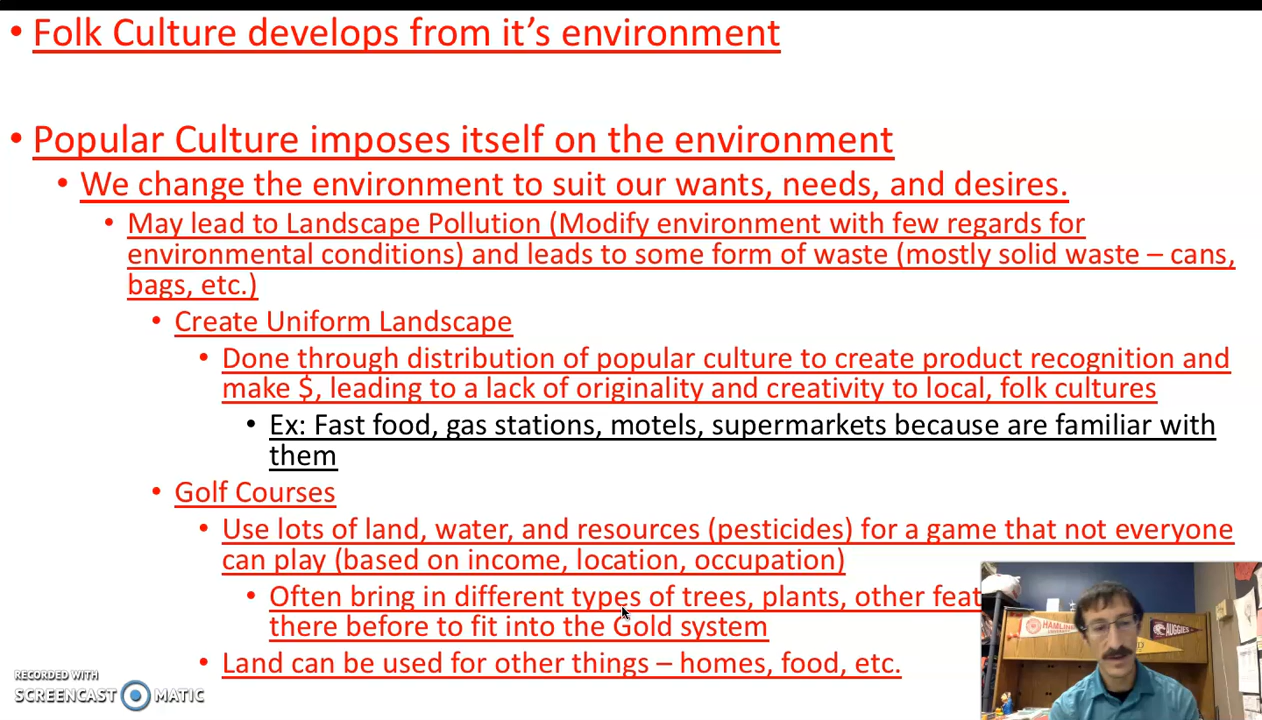 • Folk Culture develops from it’s environment
• Popular Culture imposes itself on the environment
• We change the environment to suit our wants, needs, and desires.
• May lead to Landscape Pollution (Modify environment with few regards for
environmental conditions) and leads to some form of waste (mostly solid waste – cans,
bags, etc.)
• Create Uniform Landscape
• Done through distribution of popular culture to create product recognition and
make $, leading to a lack of originality and creativity to local, folk cultures
• Ex: Fast food, gas stations, motels, supermarkets because are familiar with
them
• Golf Courses
• Use lots of land, water, and resources (pesticides) for a game that not everyone
can play (based on income, location, occupation)
• Often bring in different types of trees, plants, other feat
there before to fit into the Gold system
• Land can be used for other things – homes, food, etc.
HAMLINE
AUGGIES
RECORDED WITH
SCREENCAST MATIC